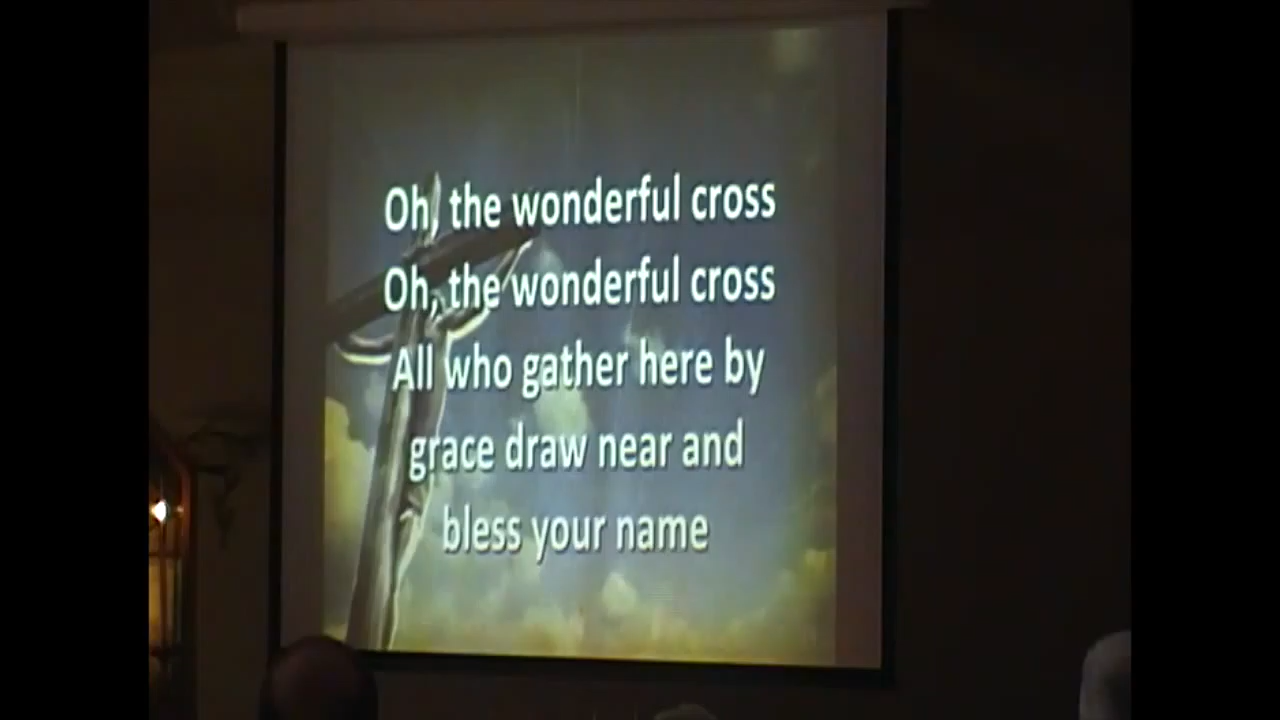 Oh, the wonderful cross
Oh, the wonderful cross
All who gather here by
grace draw near and
bless your name